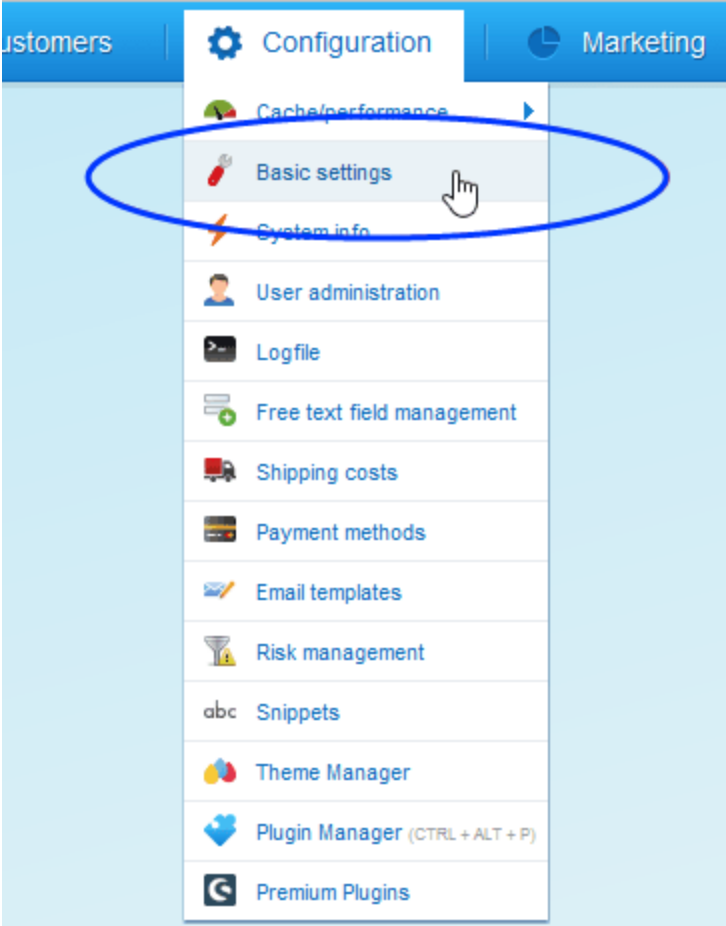 ustomers
Configuration
Marketing
Cache/performance
Basic settings
System info
User administration
>_
Logfile
Free text field management
Shipping costs
Payment methods
Email templates
Risk management
abc Snippets
Theme Manager
Plugin Manager (CTRL + ALT + P)
Premium Plugins